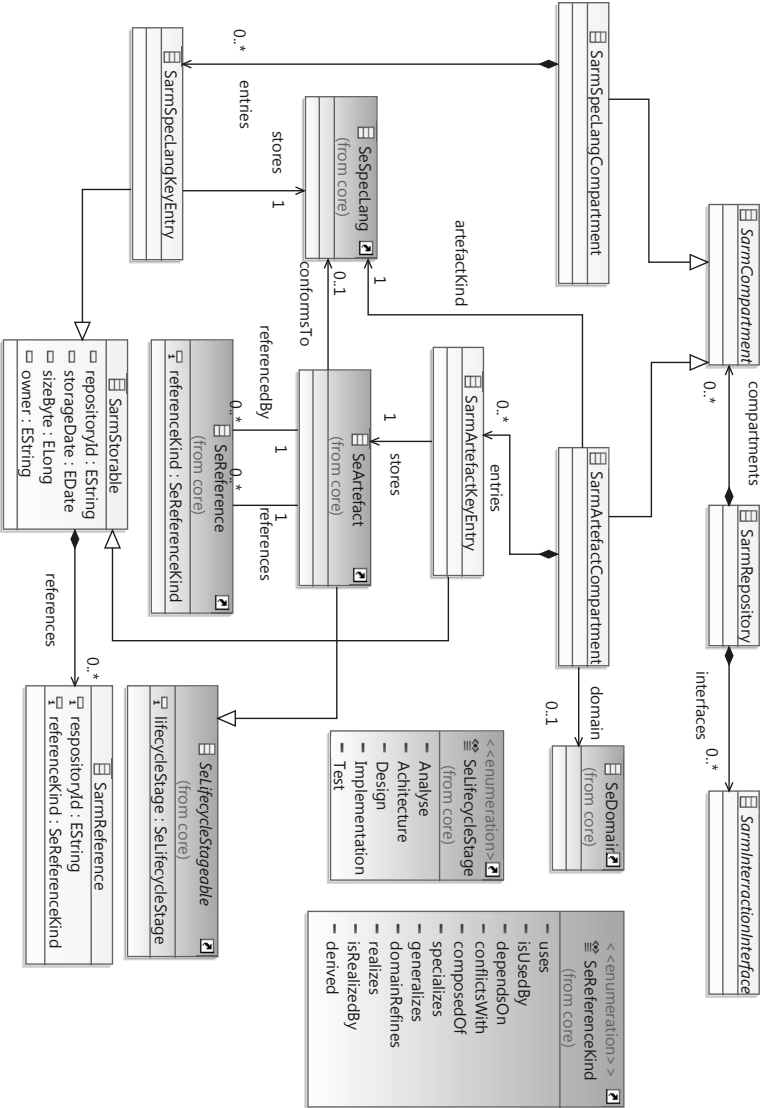 SarmCompartment
compartments
0..*
SarmRepository
interfaces
0..*
SarmInterractionInterface
SarmSpecLangCompartment
SarmArtefactCompartment
domain
0..1
SeDomain
(from core)
<<enumeration>>
SeReferenceKind
(from core)
uses
isUsedBy
dependsOn
conflictsWith
composedOf
specializes
generalizes
domainRefines
realizes
isRealizedBy
derived
entries
0..*
artefactKind
1
entries
0..*
SarmArtefactKeyEntry
<<enumeration>>
SeLifecycleStage
(from core)
Analyse
Achitecture
Design
Implementation
Test
SeSpecLang
(from core)
stores
1
stores
1
0..1
conformsTo
SeArtefact
(from core)
SarmSpecLangKeyEntry
referencedBy
1
0..*
references
1
0..*
SeReference
(from core)
referenceKind : SeReferenceKind
SeLifecycleStageable
(from core)
lifecycleStage : SeLifecycleStage
SarmStorable
repositoryId : EString
storageDate : EDate
sizeByte : ELong
owner : EString
references
0..*
SarmReference
respositoryId : EString
referenceKind : SeReferenceKind